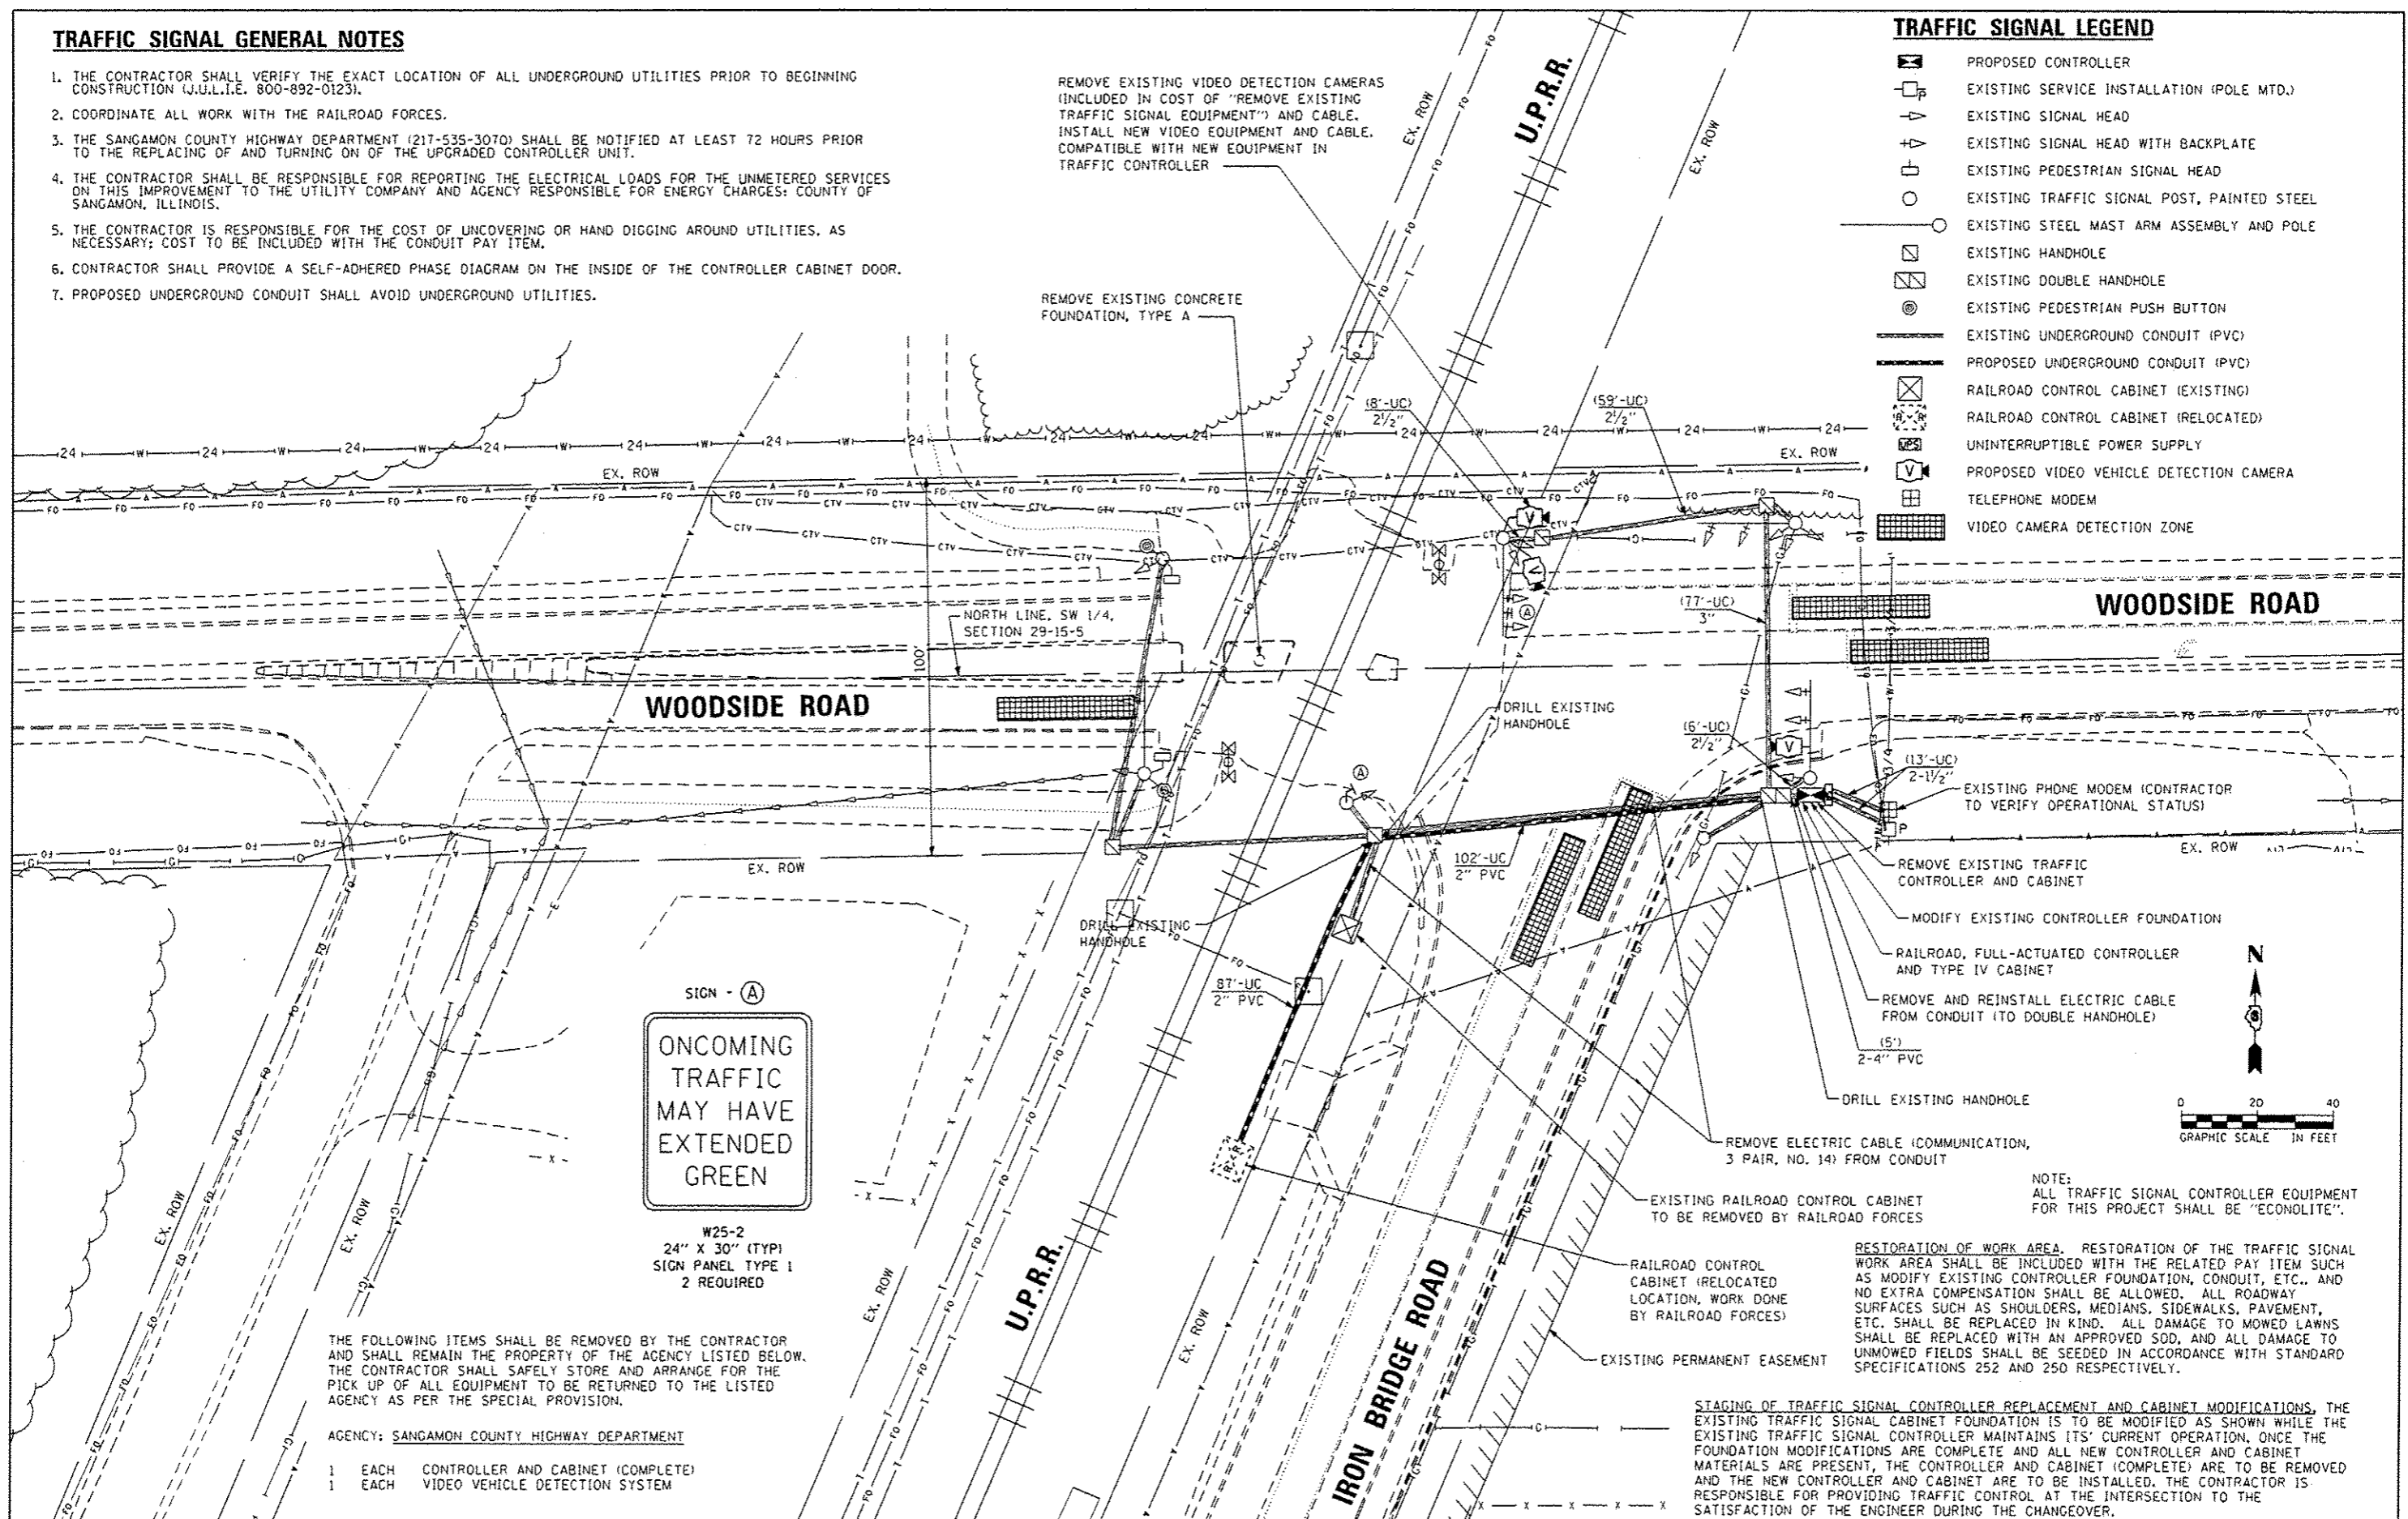 TRAFFIC SIGNAL GENERAL NOTES
1. THE CONTRACTOR SHALL VERIFY THE EXACT LOCATION OF ALL UNDERGROUND UTILITIES PRIOR TO BEGINNING
CONSTRUCTION (J.U.L.I.E. 800-892-0123).
2. COORDINATE ALL WORK WITH THE RAILROAD FORCES.
3. THE SANGAMON COUNTY HIGHWAY DEPARTMENT (217-535-3070) SHALL BE NOTIFIED AT LEAST 72 HOURS PRIOR
TO THE REPLACING OF AND TURNING ON OF THE UPGRADED CONTROLLER UNIT.
4. THE CONTRACTOR SHALL BE RESPONSIBLE FOR REPORTING THE ELECTRICAL LOADS FOR THE UNMETERED SERVICES
ON THIS IMPROVEMENT TO THE UTILITY COMPANY AND AGENCY RESPONSIBLE FOR ENERGY CHARGES: COUNTY OF
SANGAMON, ILLINOIS.
5. THE CONTRACTOR IS RESPONSIBLE FOR THE COST OF UNCOVERING OR HAND DIGGING AROUND UTILITIES, AS
NECESSARY; COST TO BE INCLUDED WITH THE CONDUIT PAY ITEM.
6. CONTRACTOR SHALL PROVIDE A SELF-ADHERED PHASE DIAGRAM ON THE INSIDE OF THE CONTROLLER CABINET DOOR.
7. PROPOSED UNDERGROUND CONDUIT SHALL AVOID UNDERGROUND UTILITIES.
REMOVE EXISTING VIDEO DETECTION CAMERAS
(INCLUDED IN COST OF "REMOVE EXISTING
TRAFFIC SIGNAL EQUIPMENT") AND CABLE.
INSTALL NEW VIDEO EQUIPMENT AND CABLE.
COMPATIBLE WITH NEW EQUIPMENT IN
TRAFFIC CONTROLLER
REMOVE EXISTING CONCRETE
FOUNDATION, TYPE A
EX. ROW
U.P.R.R.
EX. ROW
TRAFFIC SIGNAL LEGEND
PROPOSED CONTROLLER
EXISTING SERVICE INSTALLATION (POLE MTD.)
EXISTING SIGNAL HEAD
EXISTING SIGNAL HEAD WITH BACKPLATE
EXISTING PEDESTRIAN SIGNAL HEAD
EXISTING TRAFFIC SIGNAL POST, PAINTED STEEL
EXISTING STEEL MAST ARM ASSEMBLY AND POLE
EXISTING HANDHOLE
EXISTING DOUBLE HANDHOLE
EXISTING PEDESTRIAN PUSH BUTTON
EXISTING UNDERGROUND CONDUIT (PVC)
PROPOSED UNDERGROUND CONDUIT (PVC)
RAILROAD CONTROL CABINET (EXISTING)
RAILROAD CONTROL CABINET (RELOCATED)
UPS UNINTERRUPTIBLE POWER SUPPLY
V PROPOSED VIDEO VEHICLE DETECTION CAMERA
TELEPHONE MODEM
VIDEO CAMERA DETECTION ZONE
(8'-UC)
2½"
(59'-UC)
2½"
EX. ROW
EX. ROW
(77'-UC)
3"
WOODSIDE ROAD
NORTH LINE, SW 1/4,
SECTION 29-15-5
100'
WOODSIDE ROAD
DRILL EXISTING
HANDHOLE
(6'-UC)
2½"
(13'-UC)
2-1½"
EXISTING PHONE MODEM (CONTRACTOR
TO VERIFY OPERATIONAL STATUS)
EX. ROW
EX. ROW
102'-UC
2" PVC
REMOVE EXISTING TRAFFIC
CONTROLLER AND CABINET
MODIFY EXISTING CONTROLLER FOUNDATION
RAILROAD, FULL-ACTUATED CONTROLLER
AND TYPE IV CABINET
REMOVE AND REINSTALL ELECTRIC CABLE
FROM CONDUIT (TO DOUBLE HANDHOLE)
(5')
2-4" PVC
DRILL EXISTING HANDHOLE
DRILL EXISTING
HANDHOLE
87'-UC
2" PVC
N
0 20 40
GRAPHIC SCALE IN FEET
SIGN - A
ONCOMING
TRAFFIC
MAY HAVE
EXTENDED
GREEN
W25-2
24" X 30" (TYP)
SIGN PANEL TYPE 1
2 REQUIRED
REMOVE ELECTRIC CABLE (COMMUNICATION,
3 PAIR, NO. 14) FROM CONDUIT
EXISTING RAILROAD CONTROL CABINET
TO BE REMOVED BY RAILROAD FORCES
RAILROAD CONTROL
CABINET (RELOCATED
LOCATION, WORK DONE
BY RAILROAD FORCES)
EXISTING PERMANENT EASEMENT
NOTE:
ALL TRAFFIC SIGNAL CONTROLLER EQUIPMENT
FOR THIS PROJECT SHALL BE "ECONOLITE".
RESTORATION OF WORK AREA. RESTORATION OF THE TRAFFIC SIGNAL
WORK AREA SHALL BE INCLUDED WITH THE RELATED PAY ITEM SUCH
AS MODIFY EXISTING CONTROLLER FOUNDATION, CONDUIT, ETC., AND
NO EXTRA COMPENSATION SHALL BE ALLOWED. ALL ROADWAY
SURFACES SUCH AS SHOULDERS, MEDIANS, SIDEWALKS, PAVEMENT,
ETC. SHALL BE REPLACED IN KIND. ALL DAMAGE TO MOWED LAWNS
SHALL BE REPLACED WITH AN APPROVED SOD, AND ALL DAMAGE TO
UNMOWED FIELDS SHALL BE SEEDED IN ACCORDANCE WITH STANDARD
SPECIFICATIONS 252 AND 250 RESPECTIVELY.
EX. ROW
EX. ROW
EX. ROW
U.P.R.R.
EX. ROW
IRON BRIDGE ROAD
THE FOLLOWING ITEMS SHALL BE REMOVED BY THE CONTRACTOR
AND SHALL REMAIN THE PROPERTY OF THE AGENCY LISTED BELOW.
THE CONTRACTOR SHALL SAFELY STORE AND ARRANGE FOR THE
PICK UP OF ALL EQUIPMENT TO BE RETURNED TO THE LISTED
AGENCY AS PER THE SPECIAL PROVISION.
AGENCY: SANGAMON COUNTY HIGHWAY DEPARTMENT
1 EACH CONTROLLER AND CABINET (COMPLETE)
1 EACH VIDEO VEHICLE DETECTION SYSTEM
STAGING OF TRAFFIC SIGNAL CONTROLLER REPLACEMENT AND CABINET MODIFICATIONS. THE
EXISTING TRAFFIC SIGNAL CABINET FOUNDATION IS TO BE MODIFIED AS SHOWN WHILE THE
EXISTING TRAFFIC SIGNAL CONTROLLER MAINTAINS ITS' CURRENT OPERATION. ONCE THE
FOUNDATION MODIFICATIONS ARE COMPLETE AND ALL NEW CONTROLLER AND CABINET
MATERIALS ARE PRESENT, THE CONTROLLER AND CABINET (COMPLETE) ARE TO BE REMOVED
AND THE NEW CONTROLLER AND CABINET ARE TO BE INSTALLED. THE CONTRACTOR IS
RESPONSIBLE FOR PROVIDING TRAFFIC CONTROL AT THE INTERSECTION TO THE
SATISFACTION OF THE ENGINEER DURING THE CHANGEOVER.